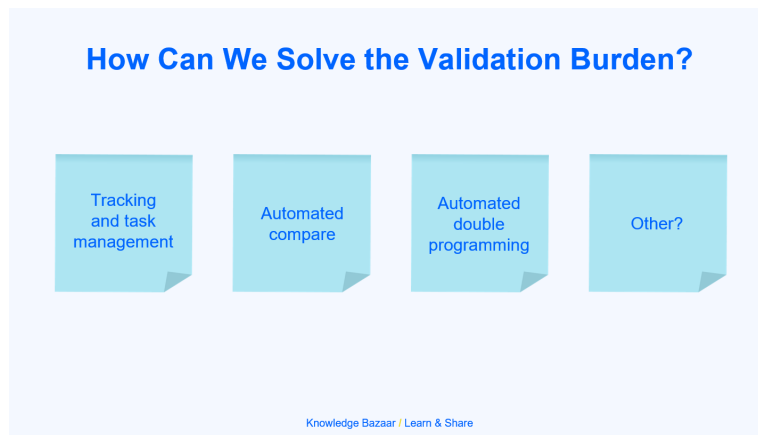 How Can We Solve the Validation Burden?
Tracking
and task
management
Automated
compare
Automated
double
programming
Other?
Knowledge Bazaar / Learn & Share